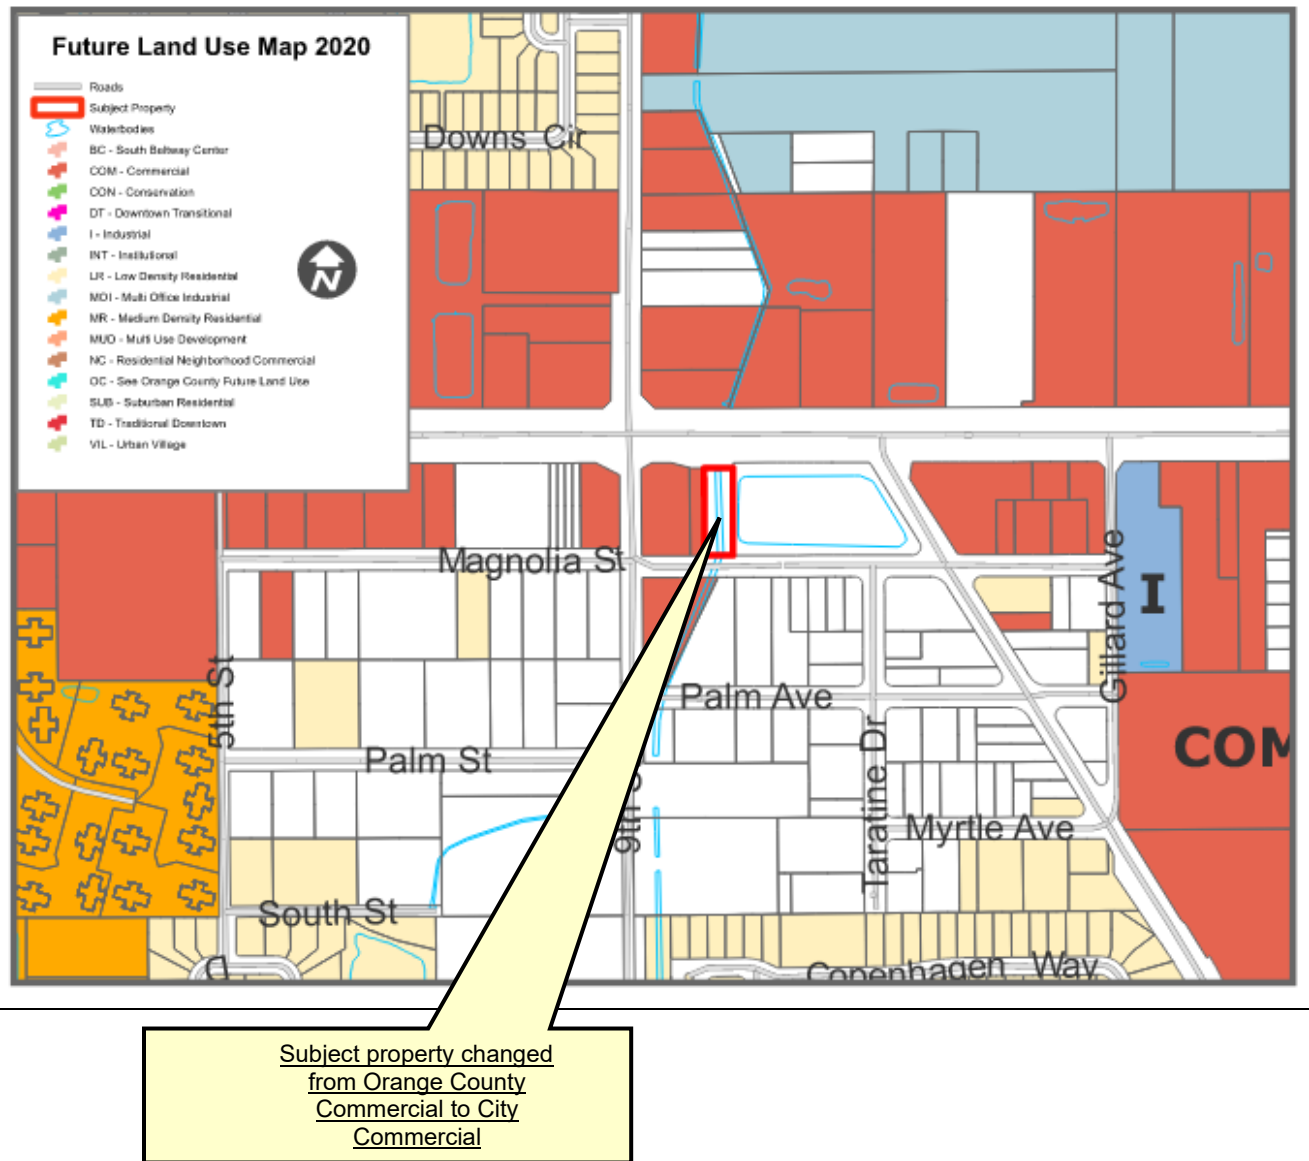 Future Land Use Map 2020
Roads
Subject Property
Waterbodies
BC - South Beltway Center
COM - Commercial
CON - Conservation
DT - Downtown Transitional
I - Industrial
INT - Institutional
LR - Low Density Residential
MOI - Multi Office Industrial
MR - Medium Density Residential
MUD - Multi Use Development
NC - Residential Neighborhood Commercial
OC - See Orange County Future Land Use
SUB - Suburban Residential
TD - Traditional Downtown
VIL - Urban Village
N
Downs Cir
Magnolia St
Gillard Ave
I
5th St
Palm Ave
Palm St
COM
9th
Taratine Dr
Myrtle Ave
South St
D
Copenhagen Way
Subject property changed
from Orange County
Commercial to City
Commercial